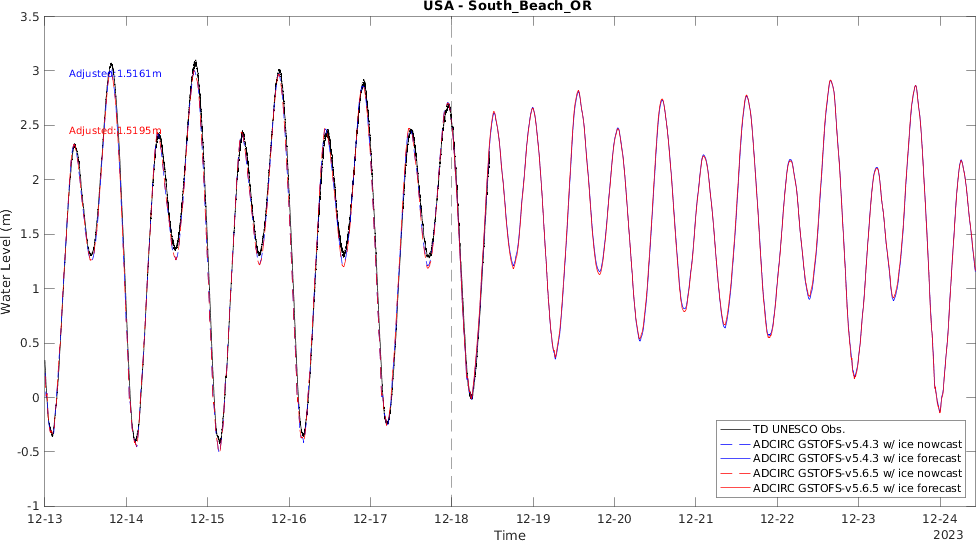 USA - South_Beach_OR
3.5
3
2.5
2
1.5
1
0.5
0
-0.5
-1
Water Level (m)
Adjusted:1.5161m
Adjusted:1.5195m
TD UNESCO Obs.
ADCIRC GSTOFS-v5.4.3 w/ ice nowcast
ADCIRC GSTOFS-v5.4.3 w/ ice forecast
ADCIRC GSTOFS-v5.6.5 w/ ice nowcast
ADCIRC GSTOFS-v5.6.5 w/ ice forecast
12-13 12-14 12-15 12-16 12-17 12-18 12-19 12-20 12-21 12-22 12-23 12-24
Time
2023